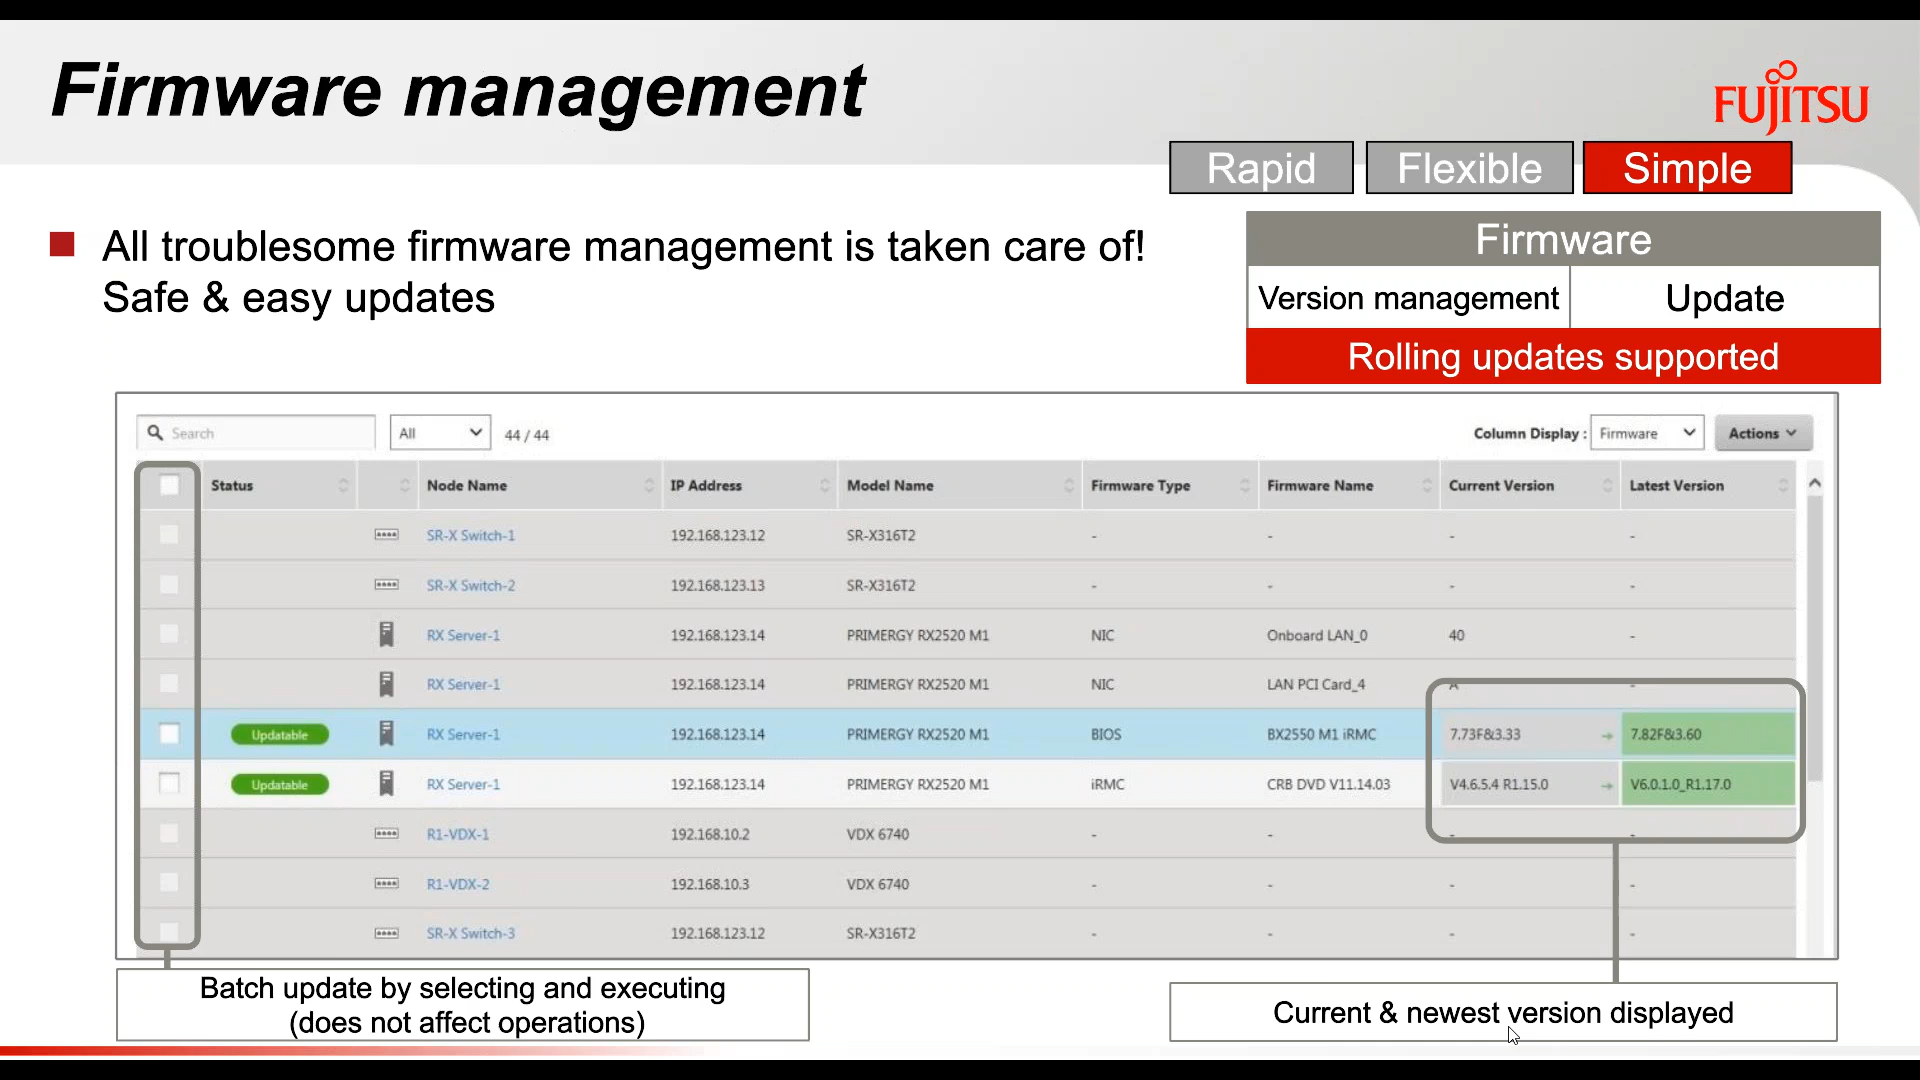 Firmware management
FUJITSU
Rapid Flexible Simple
All troublesome firmware management is taken care of!
Safe & easy updates
Firmware
Version management Update
Rolling updates supported
Search All 44 / 44 Column Display : Firmware Actions
Status Node Name IP Address Model Name Firmware Type Firmware Name Current Version Latest Version
SR-X Switch-1 192.168.123.12 SR-X316T2 - - - -
SR-X Switch-2 192.168.123.13 SR-X316T2 - - - -
RX Server-1 192.168.123.14 PRIMERGY RX2520 M1 NIC Onboard LAN_0 40 -
RX Server-1 192.168.123.14 PRIMERGY RX2520 M1 NIC LAN PCI Card_4 A -
Updatable RX Server-1 192.168.123.14 PRIMERGY RX2520 M1 BIOS BX2550 M1 iRMC 7.73F&3.33 → 7.82F&3.60
Updatable RX Server-1 192.168.123.14 PRIMERGY RX2520 M1 iRMC CRB DVD V11.14.03 V4.6.5.4 R1.15.0 → V6.0.1.0_R1.17.0
R1-VDX-1 192.168.10.2 VDX 6740 - - - -
R1-VDX-2 192.168.10.3 VDX 6740 - - - -
SR-X Switch-3 192.168.123.12 SR-X316T2 - - - -
Batch update by selecting and executing
(does not affect operations)
Current & newest version displayed